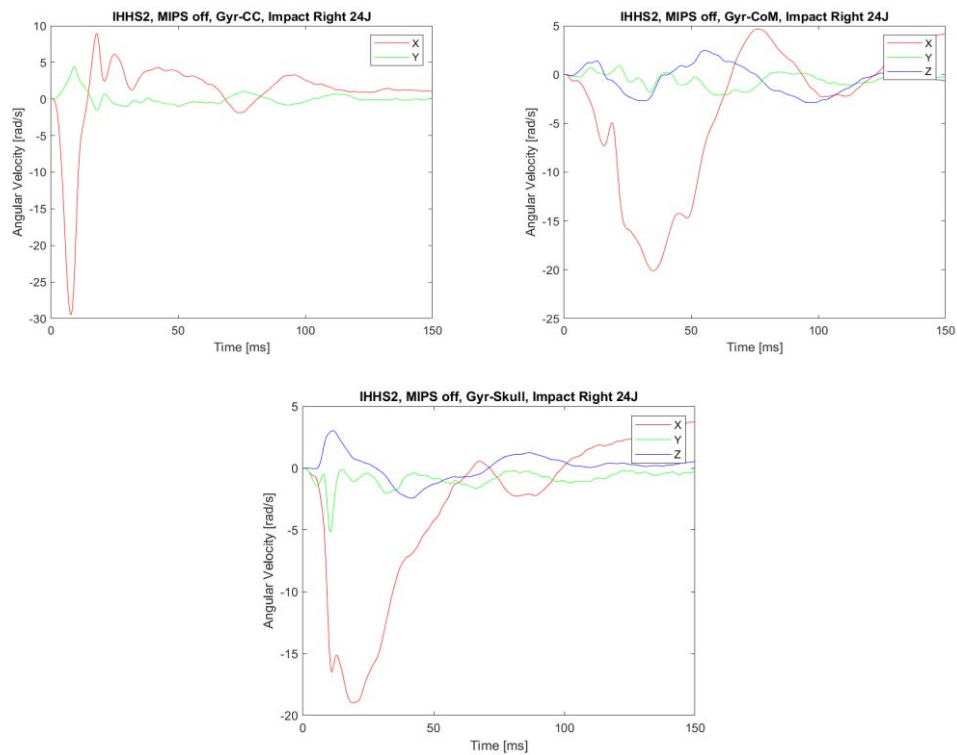 IHHS2, MIPS off, Gyr-CC, Impact Right 24J
10
5
0
-5
-10
-15
-20
-25
-30
Angular Velocity [rad/s]
X
Y
0
50
100
150
Time [ms]
IHHS2, MIPS off, Gyr-CoM, Impact Right 24J
5
0
-5
-10
-15
-20
-25
Angular Velocity [rad/s]
X
Y
Z
0
50
100
150
Time [ms]
IHHS2, MIPS off, Gyr-Skull, Impact Right 24J
5
0
-5
-10
-15
-20
Angular Velocity [rad/s]
X
Y
Z
0
50
100
150
Time [ms]